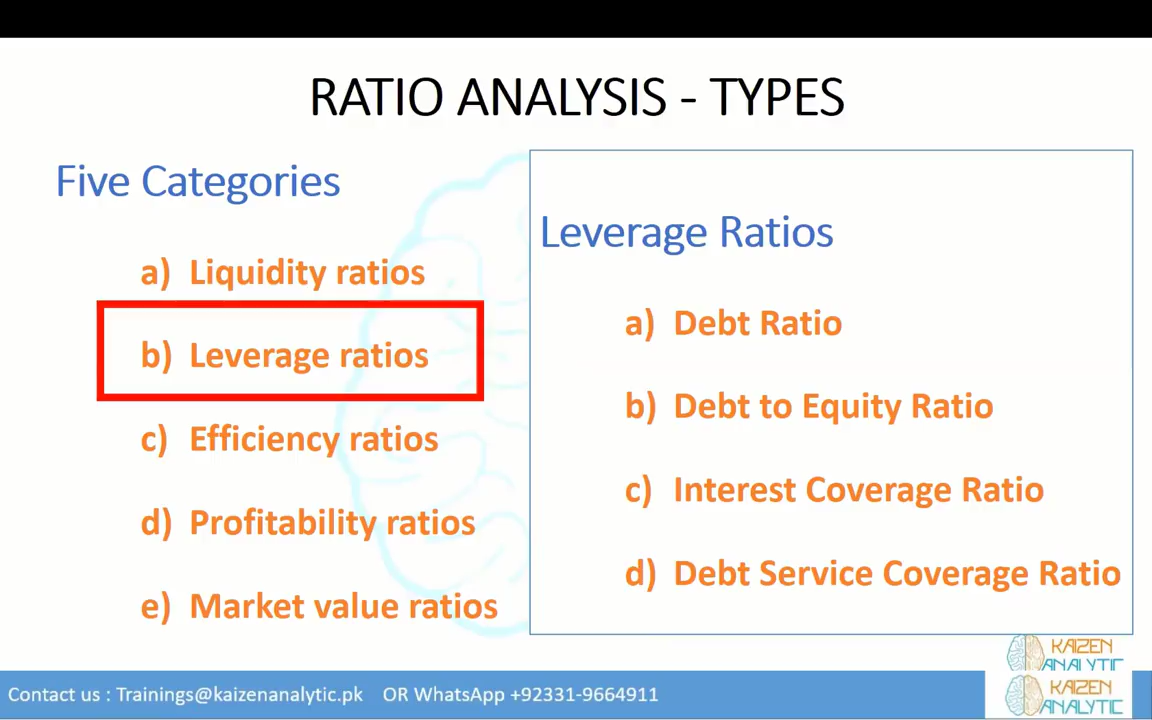 RATIO ANALYSIS - TYPES
Five Categories
a) Liquidity ratios
b) Leverage ratios
c) Efficiency ratios
d) Profitability ratios
e) Market value ratios
Leverage Ratios
a) Debt Ratio
b) Debt to Equity Ratio
c) Interest Coverage Ratio
d) Debt Service Coverage Ratio
KAIZEN
ANALYTIC
KAIZEN
ANALYTIC
Contact us : Trainings@kaizenanalytic.pk OR WhatsApp +92331-9664911